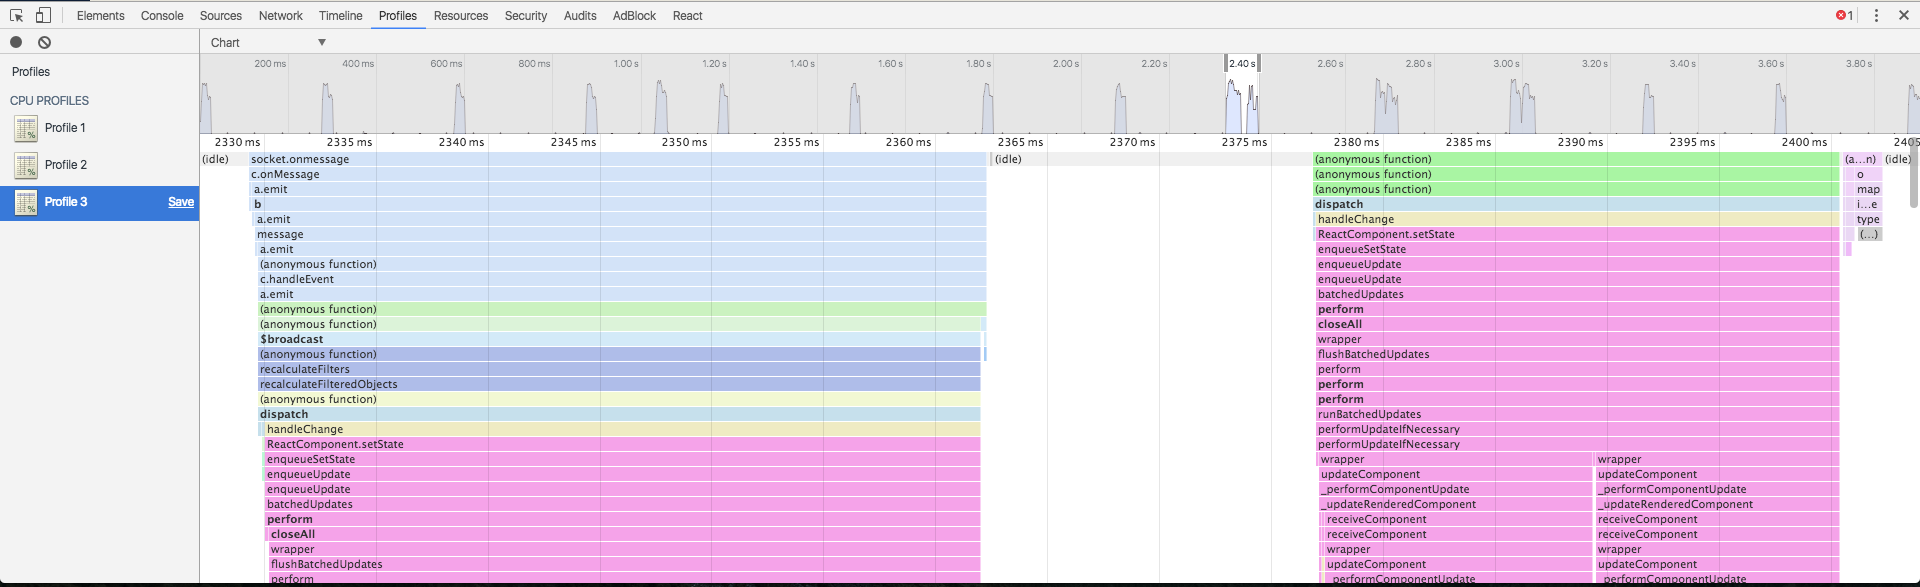 Elements Console Sources Network Timeline Profiles Resources Security Audits AdBlock React 1
Chart
Profiles
CPU PROFILES
Profile 1
Profile 2
Profile 3 Save
200 ms 400 ms 600 ms 800 ms 1.00 s 1.20 s 1.40 s 1.60 s 1.80 s 2.00 s 2.20 s 2.40 s 2.60 s 2.80 s 3.00 s 3.20 s 3.40 s 3.60 s 3.80 s
2330 ms 2335 ms 2340 ms 2345 ms 2350 ms 2355 ms 2360 ms 2365 ms 2370 ms 2375 ms 2380 ms 2385 ms 2390 ms 2395 ms 2400 ms 2405
(idle) socket.onmessage (idle) (anonymous function) (a...n) (idle)
c.onMessage (anonymous function) o
a.emit (anonymous function) map
b dispatch i...e
a.emit handleChange type
message ReactComponent.setState (...)
a.emit enqueueSetState
(anonymous function) enqueueUpdate
c.handleEvent enqueueUpdate
a.emit batchedUpdates
(anonymous function) perform
(anonymous function) closeAll
$broadcast wrapper
(anonymous function) flushBatchedUpdates
recalculateFilters perform
recalculateFilteredObjects perform
(anonymous function) perform
dispatch runBatchedUpdates
handleChange performUpdateIfNecessary
ReactComponent.setState performUpdateIfNecessary
enqueueSetState wrapper wrapper
enqueueUpdate updateComponent updateComponent
enqueueUpdate _performComponentUpdate _performComponentUpdate
batchedUpdates _updateRenderedComponent _updateRenderedComponent
perform receiveComponent receiveComponent
closeAll receiveComponent receiveComponent
wrapper wrapper wrapper
flushBatchedUpdates updateComponent updateComponent
perform _performComponentUpdate _performComponentUpdate